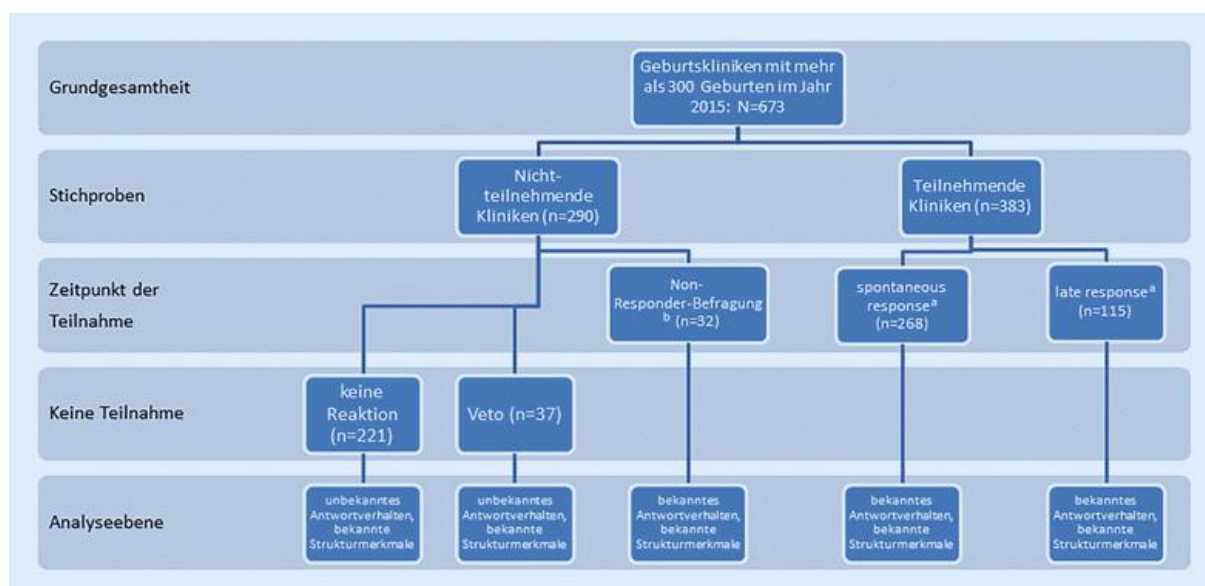 Grundgesamtheit
Geburtskliniken mit mehr
als 300 Geburten im Jahr
2015: N=673
Stichproben
Nicht-
teilnehmende
Kliniken (n=290)
Teilnehmende
Kliniken (n=383)
Zeitpunkt der
Teilnahme
Non-
Responder-Befragung
b (n=32)
spontaneous
response a
(n=268)
late response a
(n=115)
Keine Teilnahme
keine
Reaktion
(n=221)
Veto (n=37)
Analyseebene
unbekanntes
Antwortverhalten,
bekannte
Strukturmerkmale
unbekanntes
Antwortverhalten,
bekannte
Strukturmerkmale
bekanntes
Antwortverhalten,
bekannte
Strukturmerkmale
bekanntes
Antwortverhalten,
bekannte
Strukturmerkmale
bekanntes
Antwortverhalten,
bekannte
Strukturmerkmale